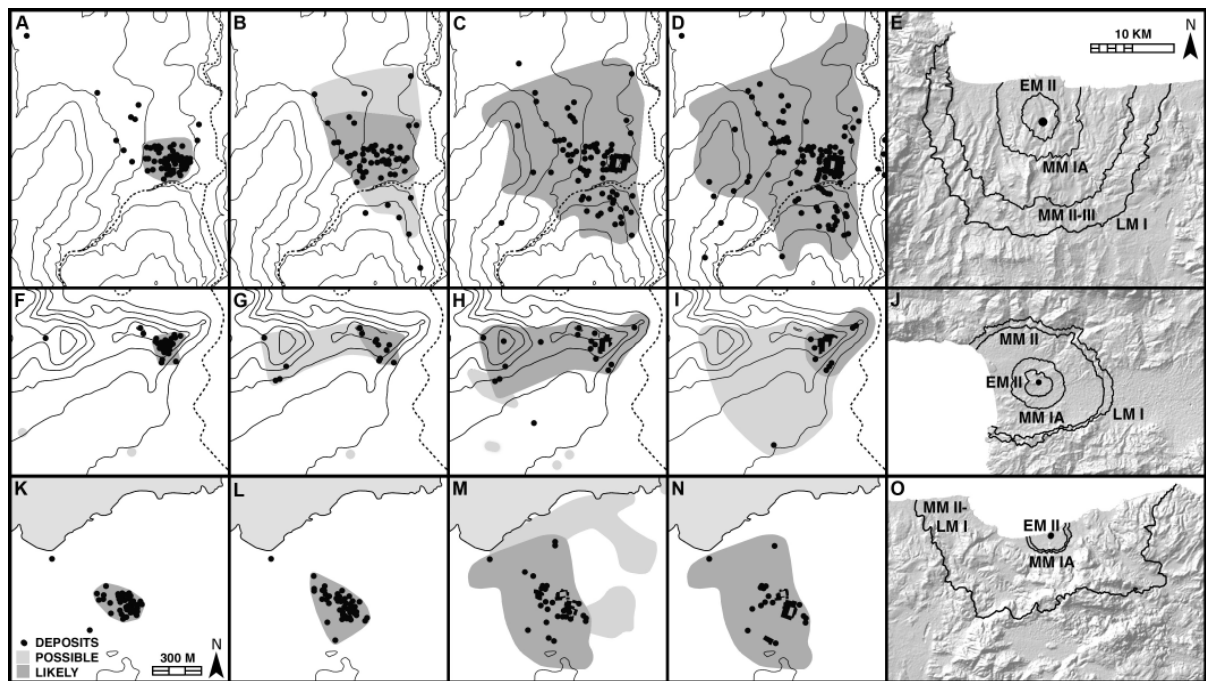 A
B
C
D
E
10 KM
N
EM II
MM IA
MM II-III
LM I
F
G
H
I
J
MM II
EM II
MM IA
LM I
K
L
M
N
O
MM II-
LM I
EM II
MM IA
DEPOSITS
POSSIBLE
LIKELY
300 M
N